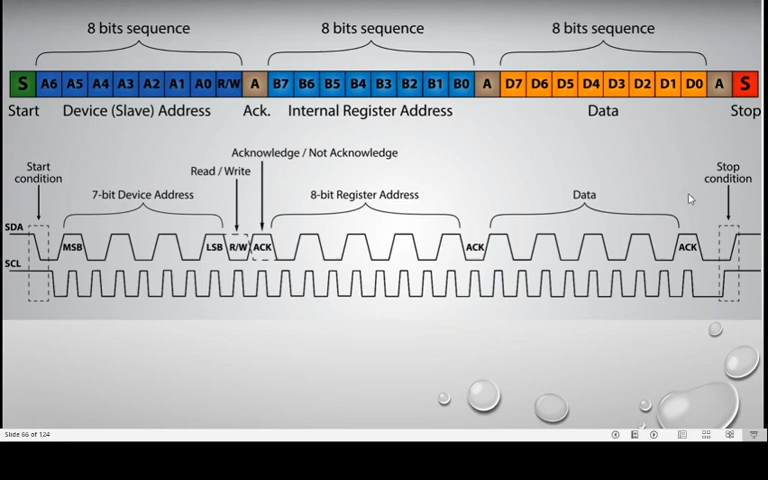 8 bits sequence 8 bits sequence 8 bits sequence
S A6 A5 A4 A3 A2 A1 A0 R/W A B7 B6 B5 B4 B3 B2 B1 B0 A D7 D6 D5 D4 D3 D2 D1 D0 A S
Start Device (Slave) Address Ack. Internal Register Address Data Stop
Acknowledge / Not Acknowledge
Start
condition
Read / Write
Stop
condition
7-bit Device Address 8-bit Register Address Data
SDA
MSB LSB R/W ACK ACK ACK
SCL
Slide 66 of 124